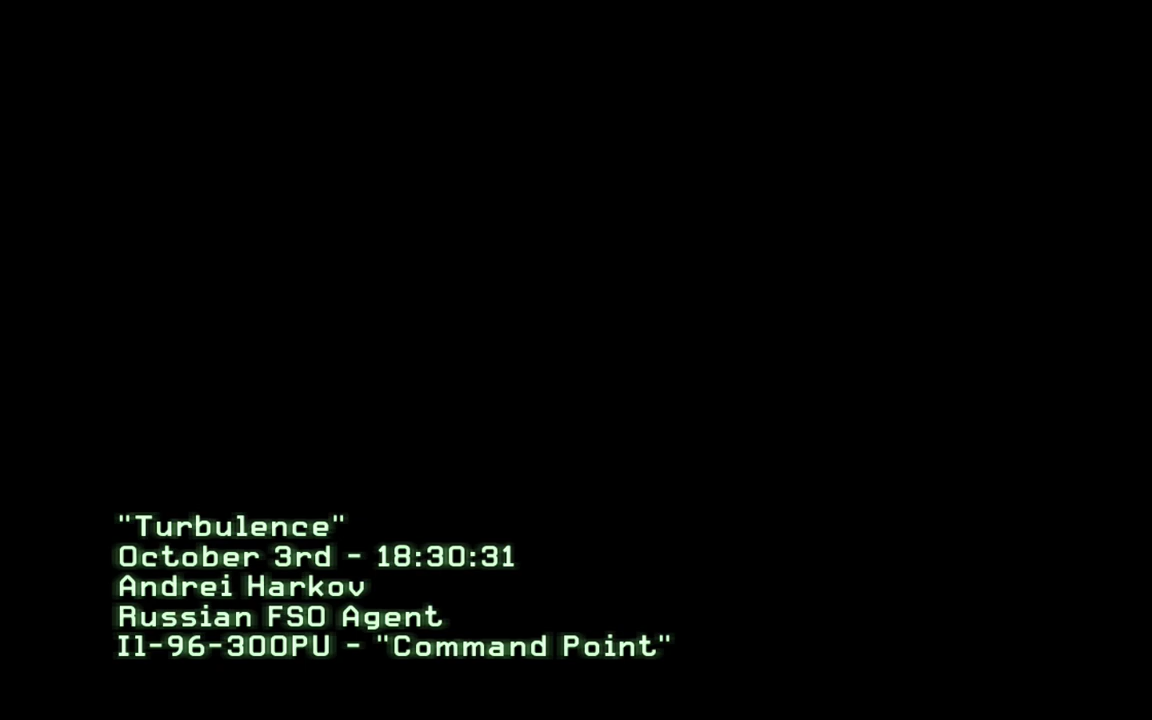 "Turbulence"
October 3rd - 18:30:31
Andrei Harkov
Russian FSO Agent
Il-96-300PU - "Command Point"